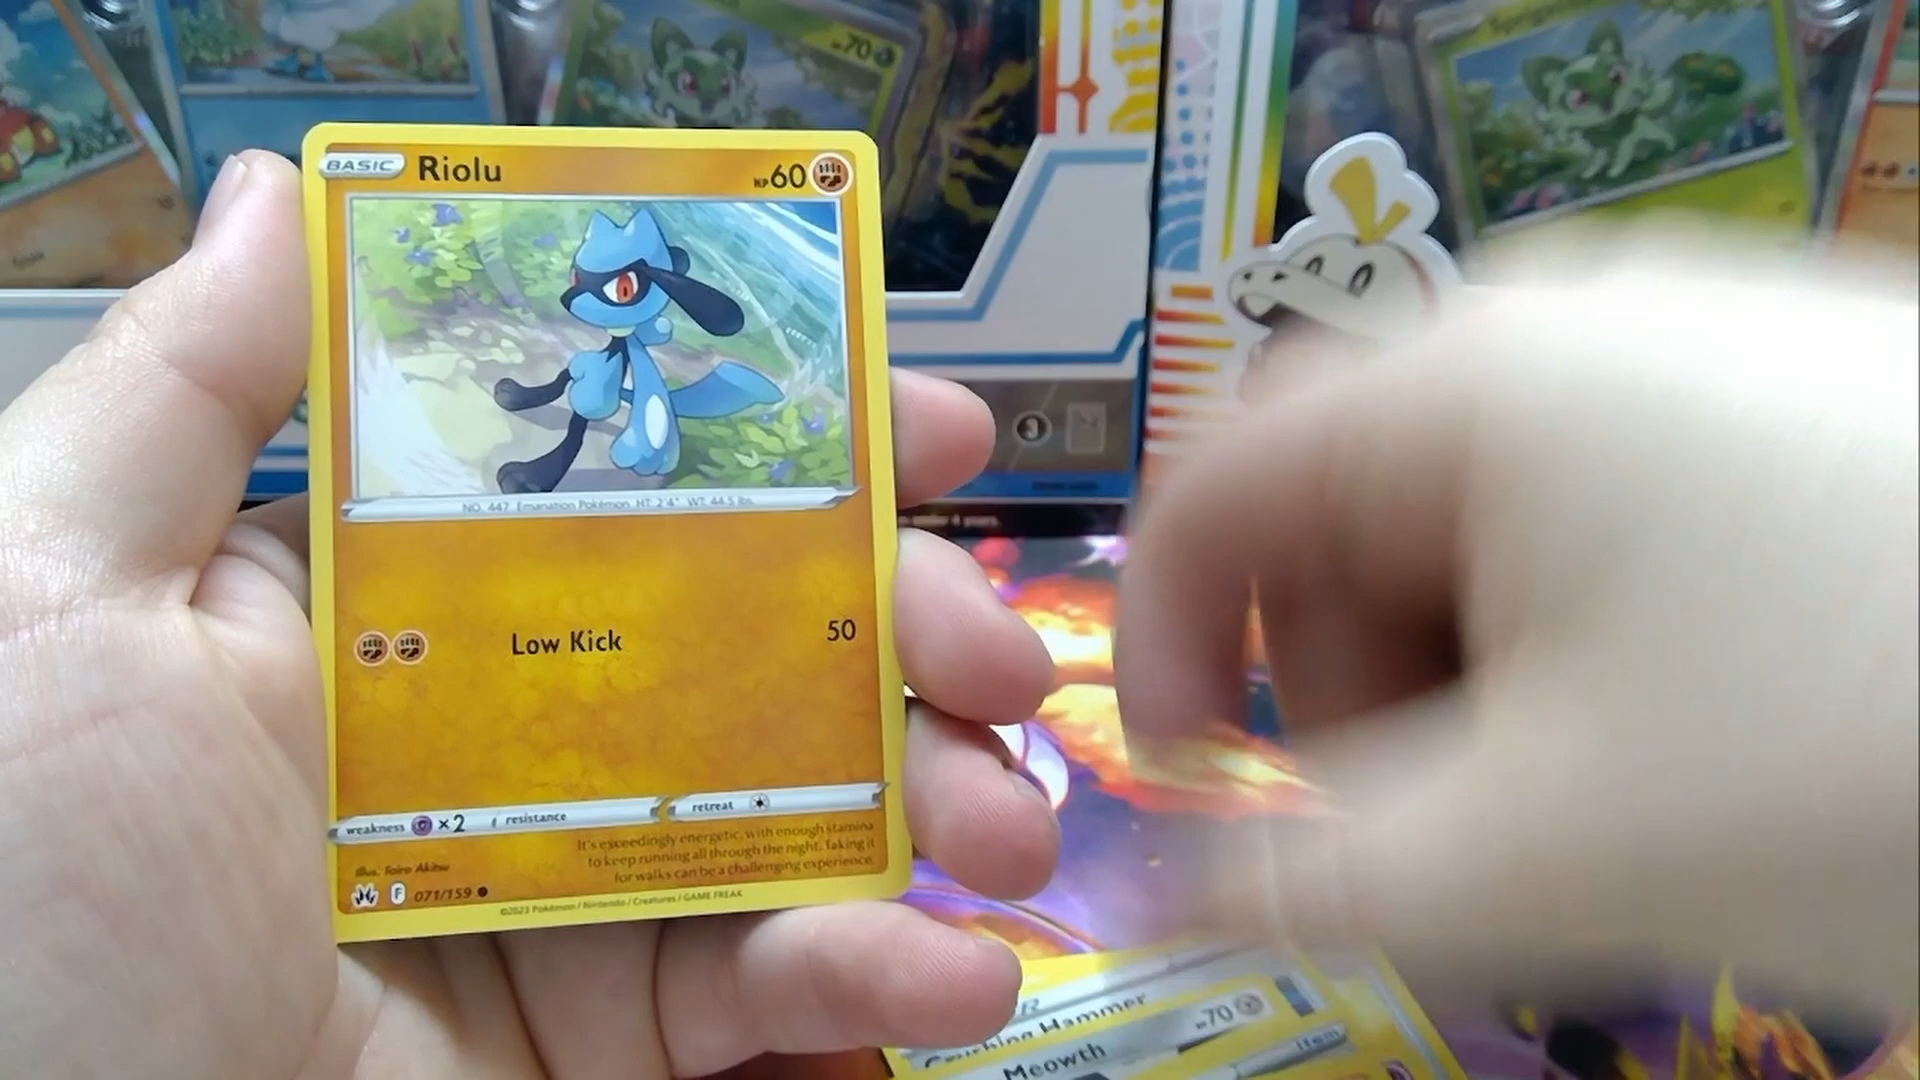 70
BASIC Riolu HP60
NO. 447 Emanation Pokémon HT: 2'4" WT: 44.5 lbs.
Low Kick 50
weakness ×2 resistance
retreat
It's exceedingly energetic, with enough stamina
to keep running all through the night. Taking it
for walks can be a challenging experience.
Illus. Taira Akitsu
F 071/159
©2023 Pokémon / Nintendo / Creatures / GAME FREAK
3
Crushing Hammer
Item
Meowth HP70